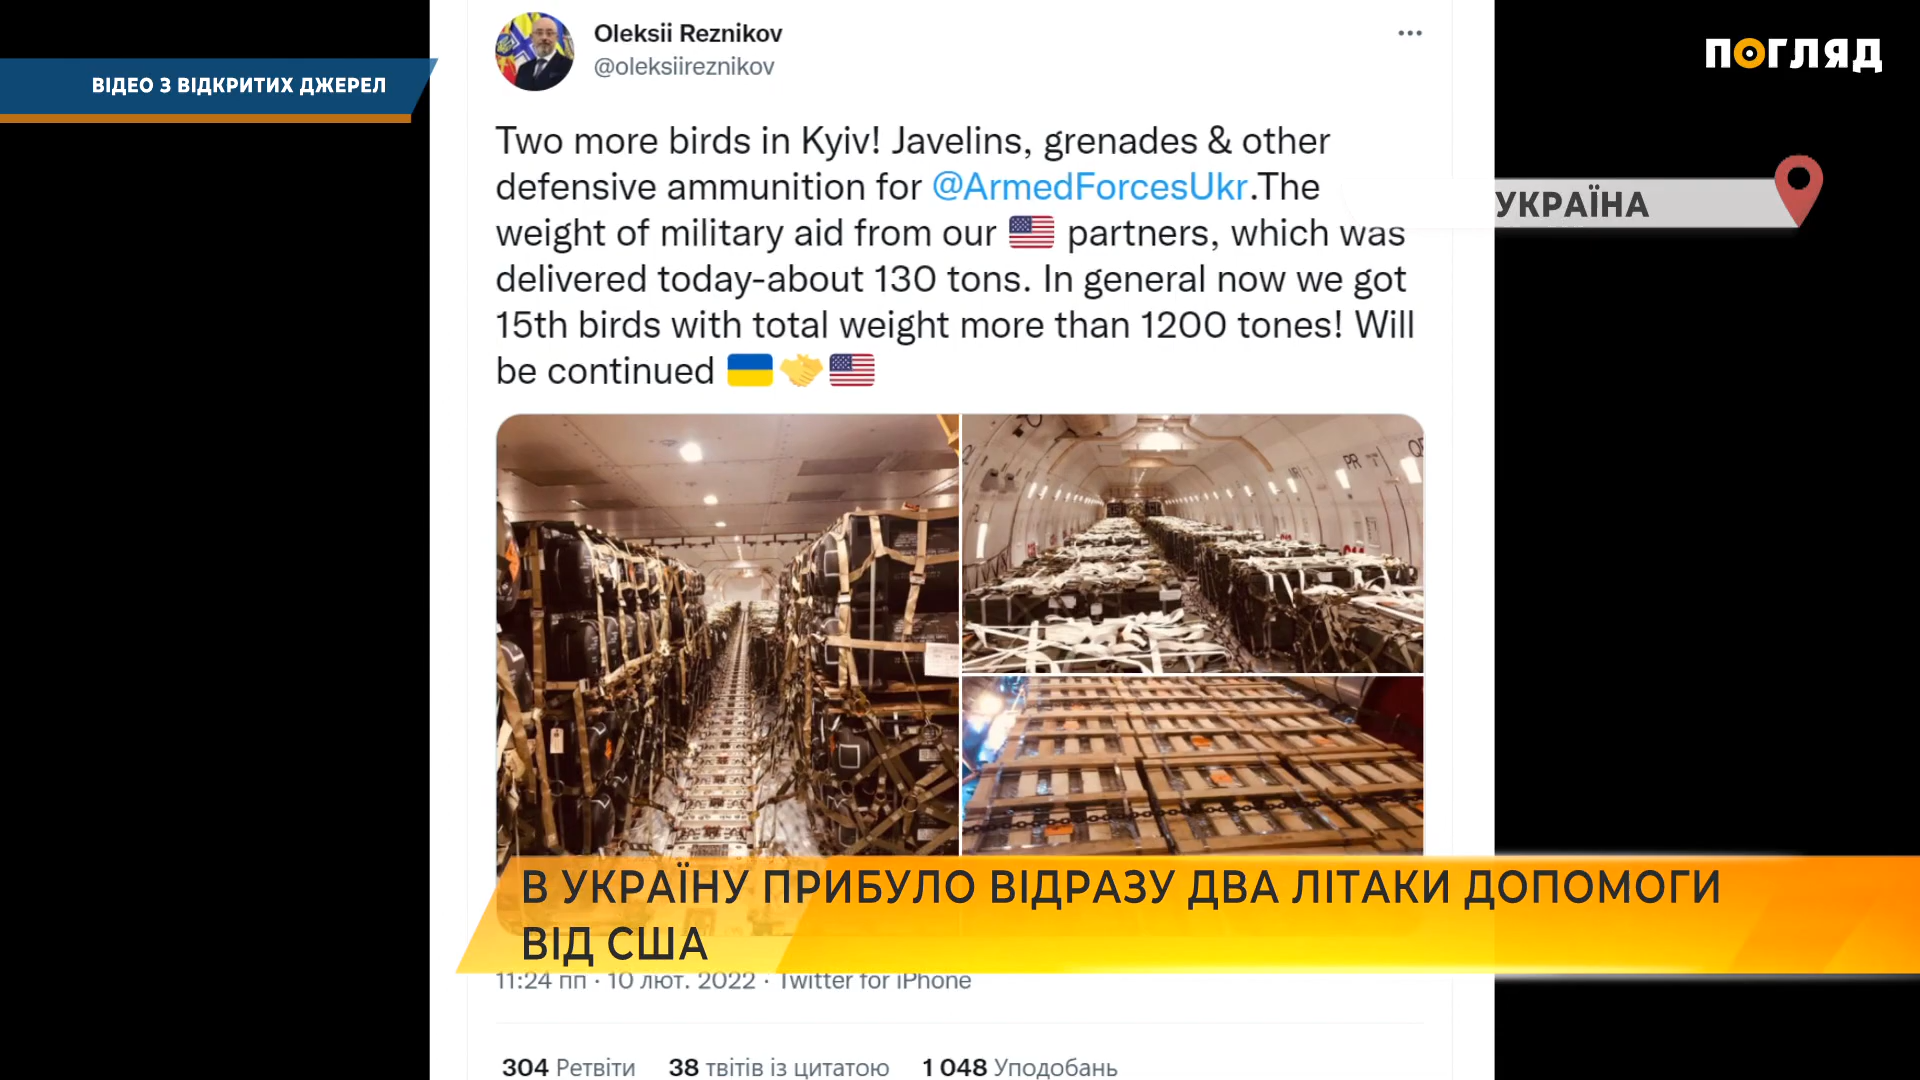 Oleksii Reznikov
@oleksiireznikov
ПОГЛЯД
ВІДЕО З ВІДКРИТИХ ДЖЕРЕЛ
Two more birds in Kyiv! Javelins, grenades & other
defensive ammunition for @ArmedForcesUkr.The
weight of military aid from our 🇺🇸 partners, which was
delivered today-about 130 tons. In general now we got
15th birds with total weight more than 1200 tones! Will
be continued 🇺🇦🤝🇺🇸
УКРАЇНА
PR
В УКРАЇНУ ПРИБУЛО ВІДРАЗУ ДВА ЛІТАКИ ДОПОМОГИ
ВІД США
11:24 пп · 10 лют. 2022 · Twitter for iPhone
304 Ретвіти 38 твітів із цитатою 1 048 Уподобань